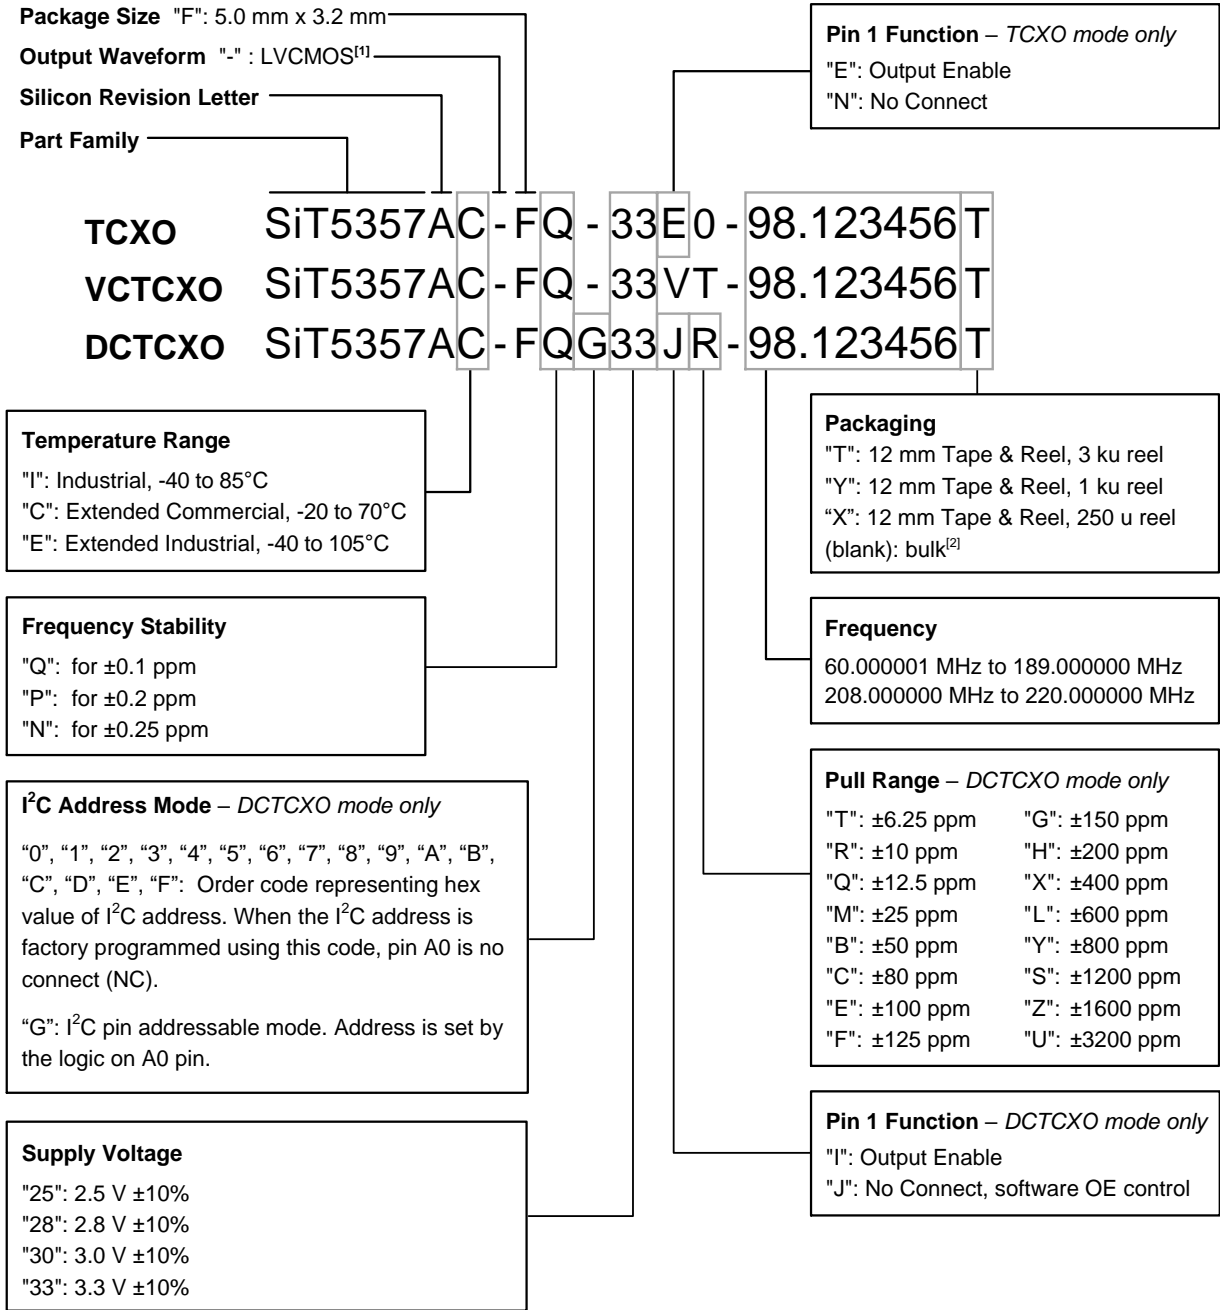 Package Size "F": 5.0 mm x 3.2 mm
Output Waveform "-" : LVCMOS[1]
Silicon Revision Letter
Part Family
Pin 1 Function – TCXO mode only
"E": Output Enable
"N": No Connect
TCXO SiT5357AC-FQ-33E0-98.123456T
VCTCXO SiT5357AC-FQ-33VT-98.123456T
DCTCXO SiT5357AC-FQG33JR-98.123456T
Temperature Range
"I": Industrial, -40 to 85°C
"C": Extended Commercial, -20 to 70°C
"E": Extended Industrial, -40 to 105°C
Frequency Stability
"Q": for ±0.1 ppm
"P": for ±0.2 ppm
"N": for ±0.25 ppm
I2C Address Mode – DCTCXO mode only
“0”, “1”, “2”, “3”, “4”, “5”, “6”, “7”, “8”, “9”, “A”, “B”,
“C”, “D”, “E”, “F”: Order code representing hex
value of I2C address. When the I2C address is
factory programmed using this code, pin A0 is no
connect (NC).
“G”: I2C pin addressable mode. Address is set by
the logic on A0 pin.
Supply Voltage
"25": 2.5 V ±10%
"28": 2.8 V ±10%
"30": 3.0 V ±10%
"33": 3.3 V ±10%
Packaging
"T": 12 mm Tape & Reel, 3 ku reel
"Y": 12 mm Tape & Reel, 1 ku reel
“X”: 12 mm Tape & Reel, 250 u reel
(blank): bulk[2]
Frequency
60.000001 MHz to 189.000000 MHz
208.000000 MHz to 220.000000 MHz
Pull Range – DCTCXO mode only
"T": ±6.25 ppm "G": ±150 ppm
"R": ±10 ppm "H": ±200 ppm
"Q": ±12.5 ppm "X": ±400 ppm
"M": ±25 ppm "L": ±600 ppm
"B": ±50 ppm "Y": ±800 ppm
"C": ±80 ppm "S": ±1200 ppm
"E": ±100 ppm "Z": ±1600 ppm
"F": ±125 ppm "U": ±3200 ppm
Pin 1 Function – DCTCXO mode only
"I": Output Enable
"J": No Connect, software OE control